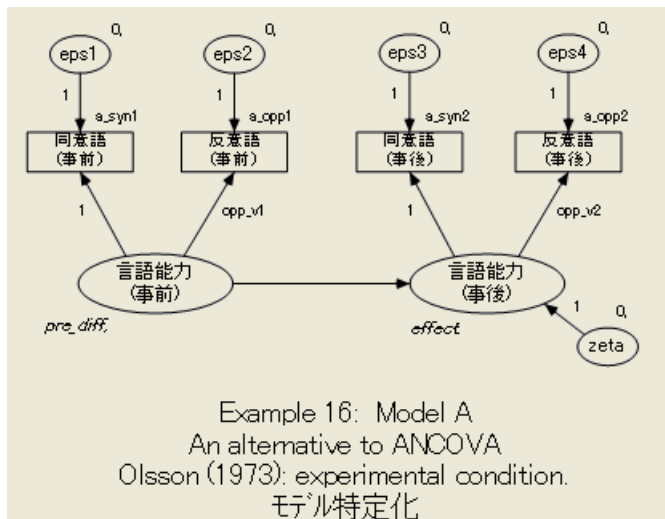 0, 0, 0, 0,
eps1 eps2 eps3 eps4
1 1 1 1
a_syn1 a_opp1 a_syn2 a_opp2
同意語 反意語 同意語 反意語
(事前) (事前) (事後) (事後)
1 opp_v1 1 opp_v2
言語能力 言語能力
(事前) (事後)
pre_diff, effect
1 0,
zeta
Example 16: Model A
An alternative to ANCOVA
Olsson (1973): experimental condition.
モデル特定化